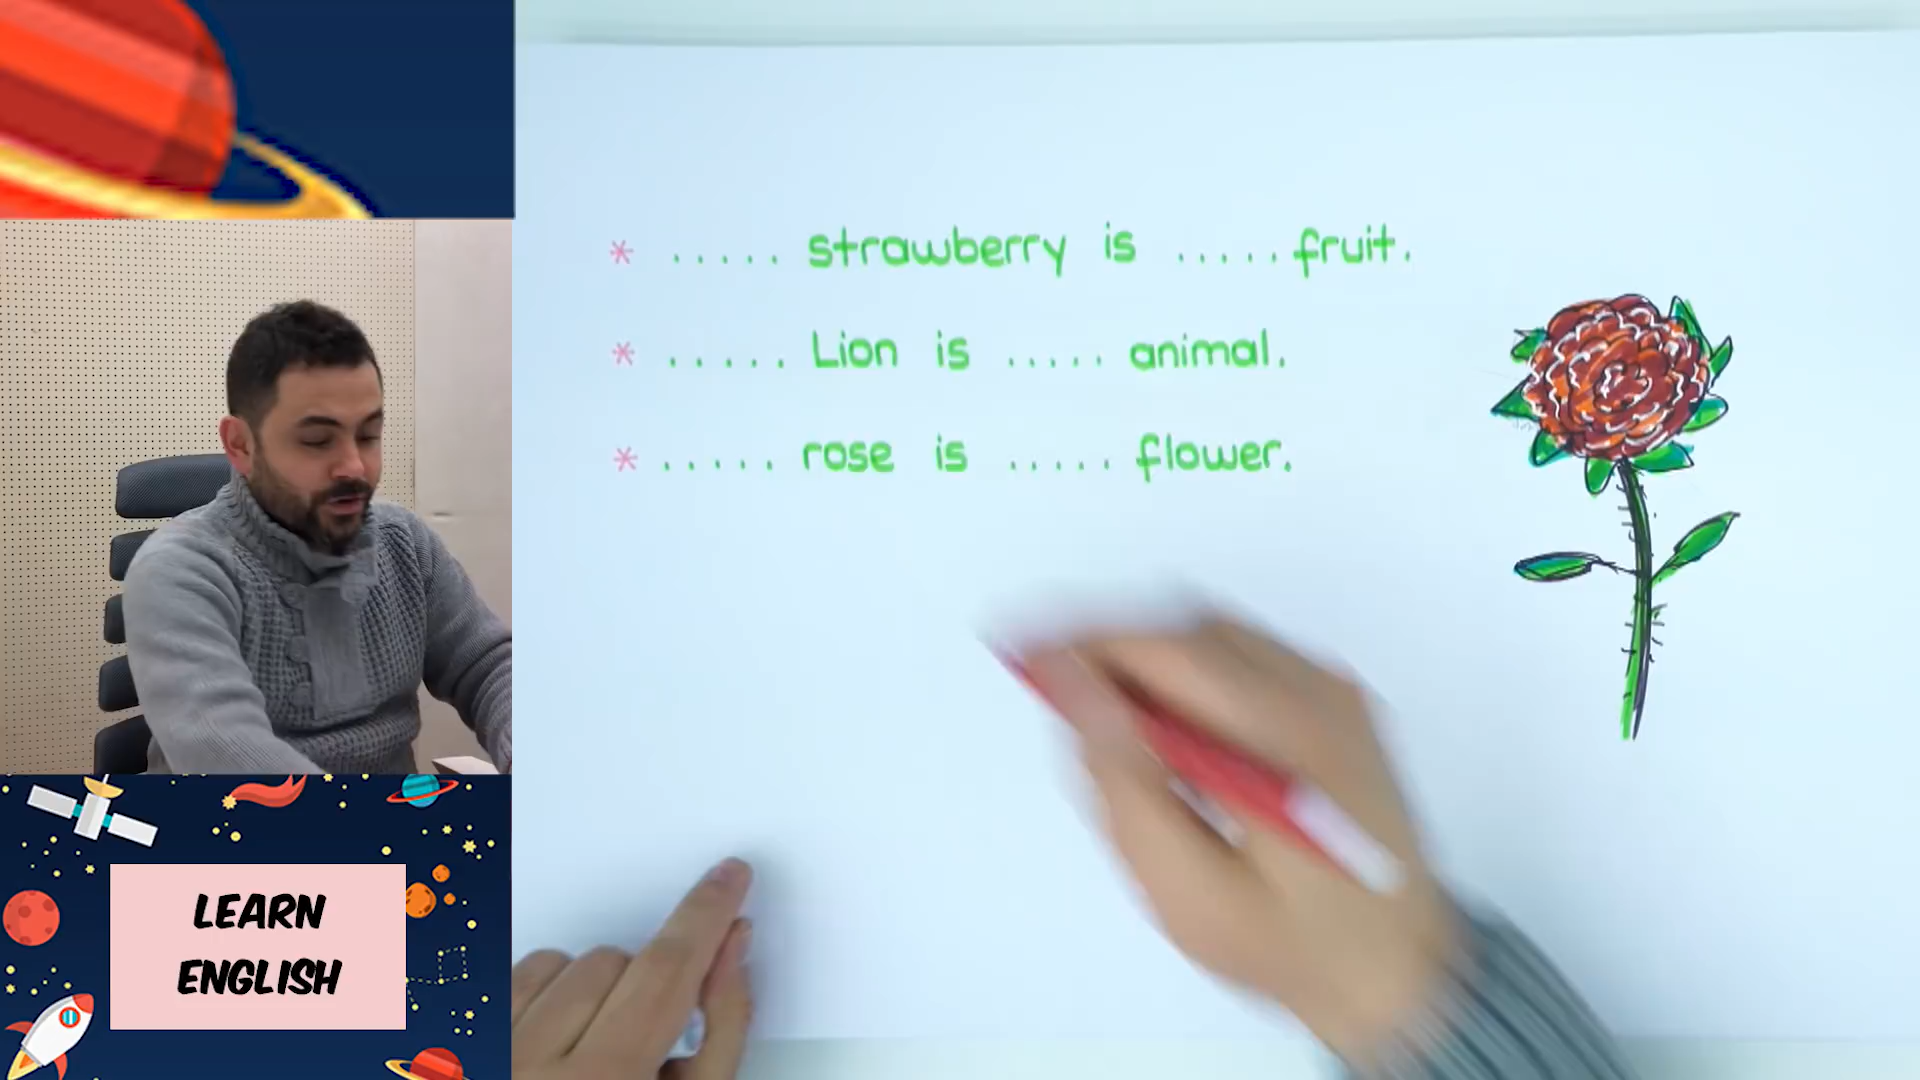 * ..... strawberry is ..... fruit.
* ..... Lion is ..... animal.
* ..... rose is ..... flower.
LEARN
ENGLISH